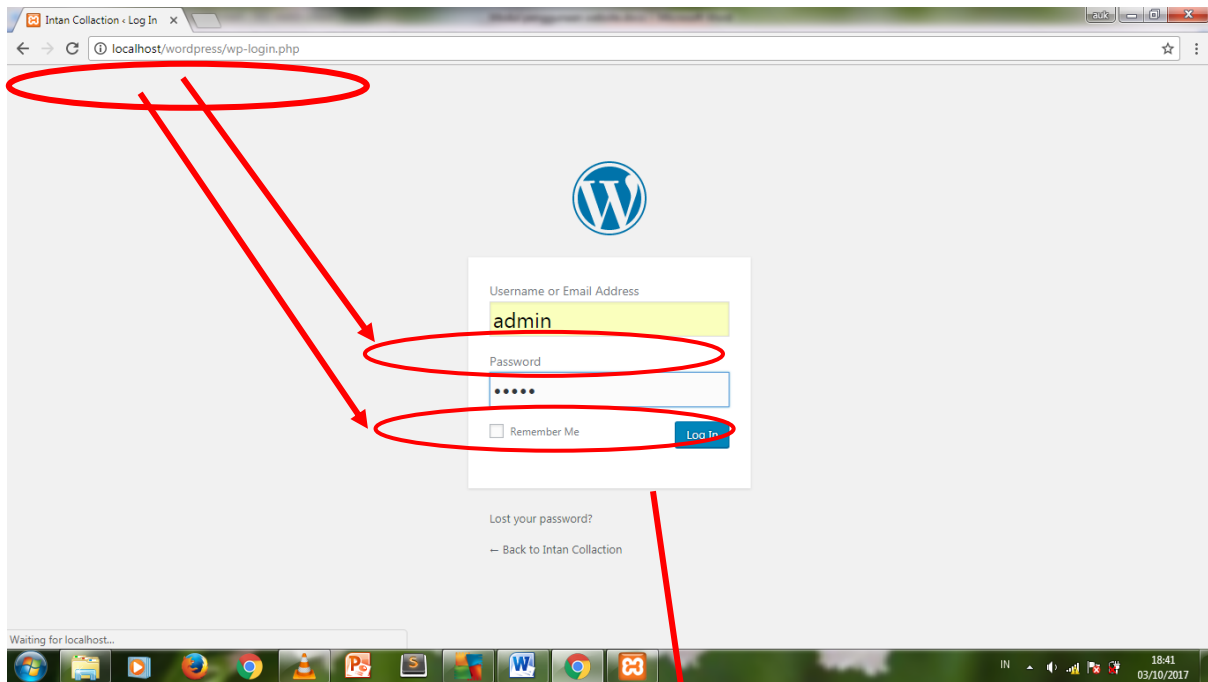 Intan Collaction ‹ Log In
auk
localhost/wordpress/wp-login.php
Username or Email Address
admin
Password
•••••
Remember Me
Log In
Lost your password?
← Back to Intan Collaction
Waiting for localhost...
IN
18:41
03/10/2017